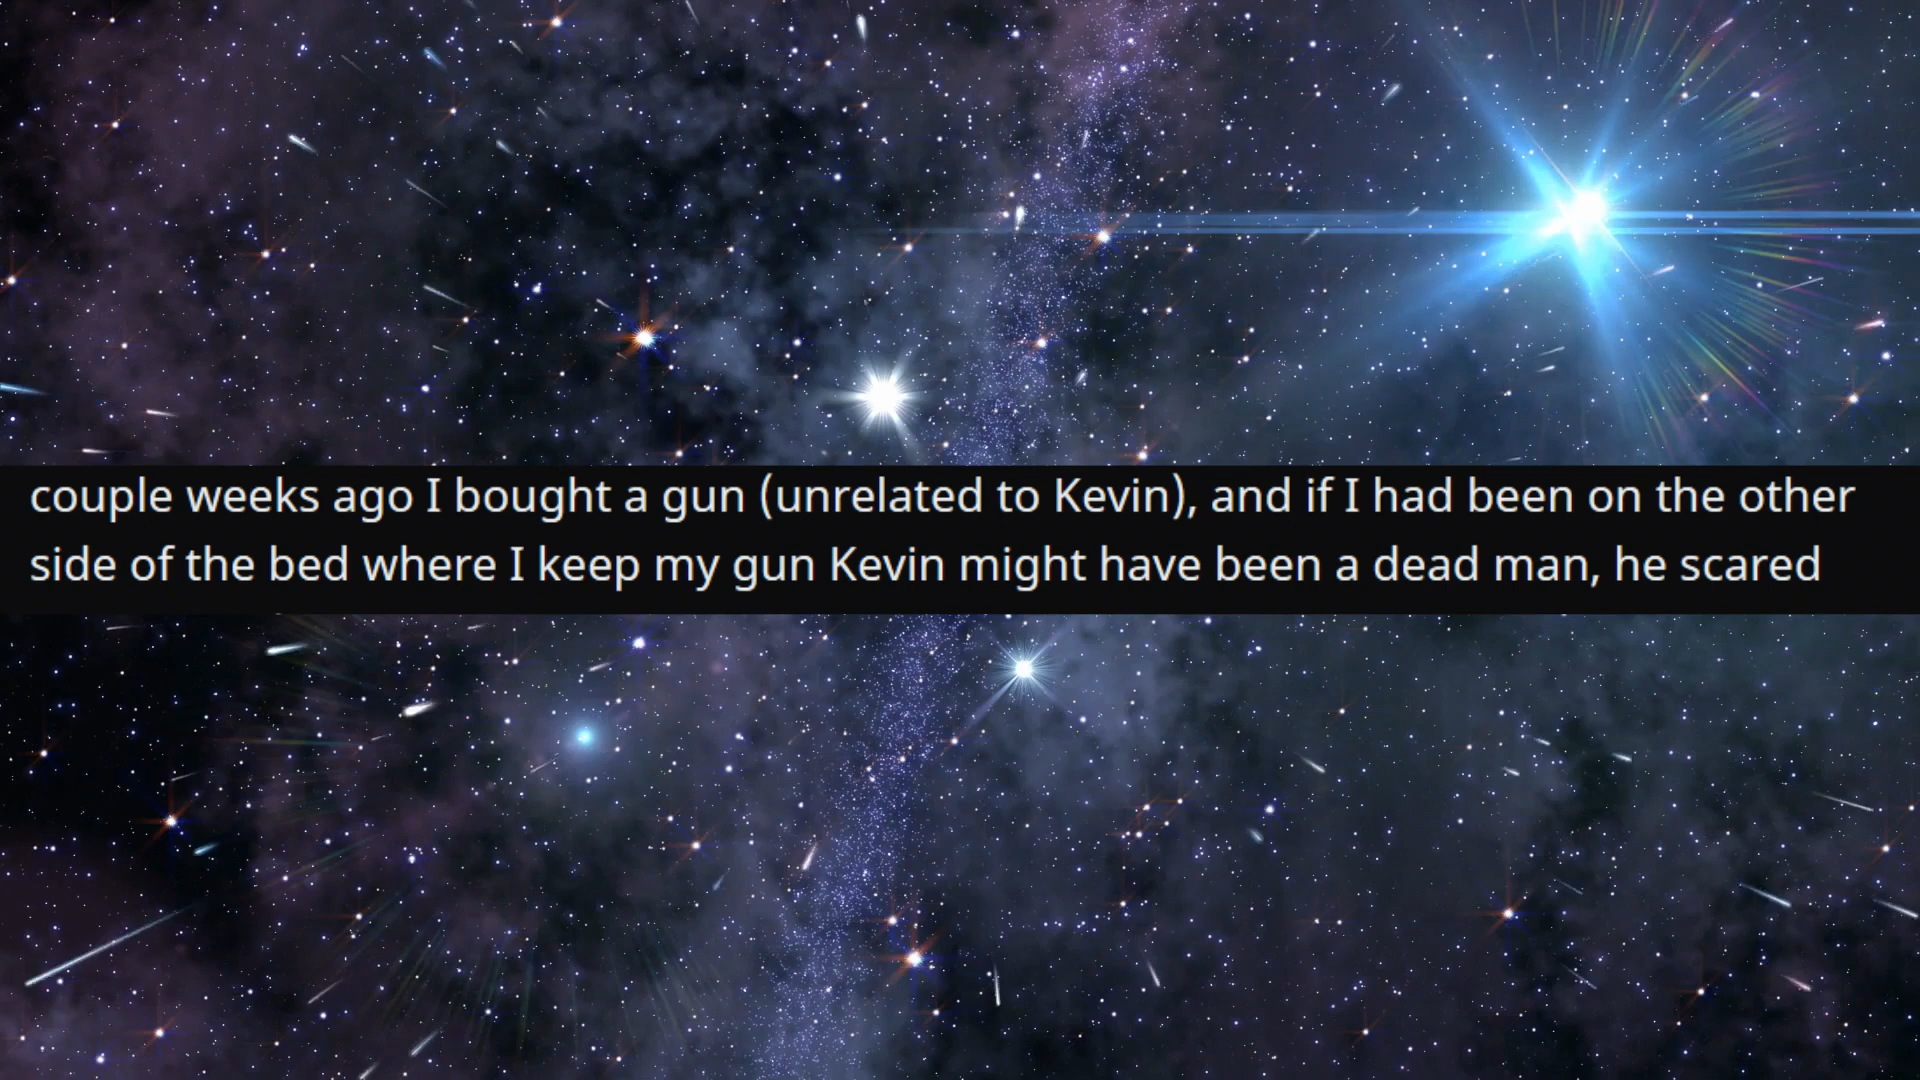 couple weeks ago I bought a gun (unrelated to Kevin), and if I had been on the other
side of the bed where I keep my gun Kevin might have been a dead man, he scared